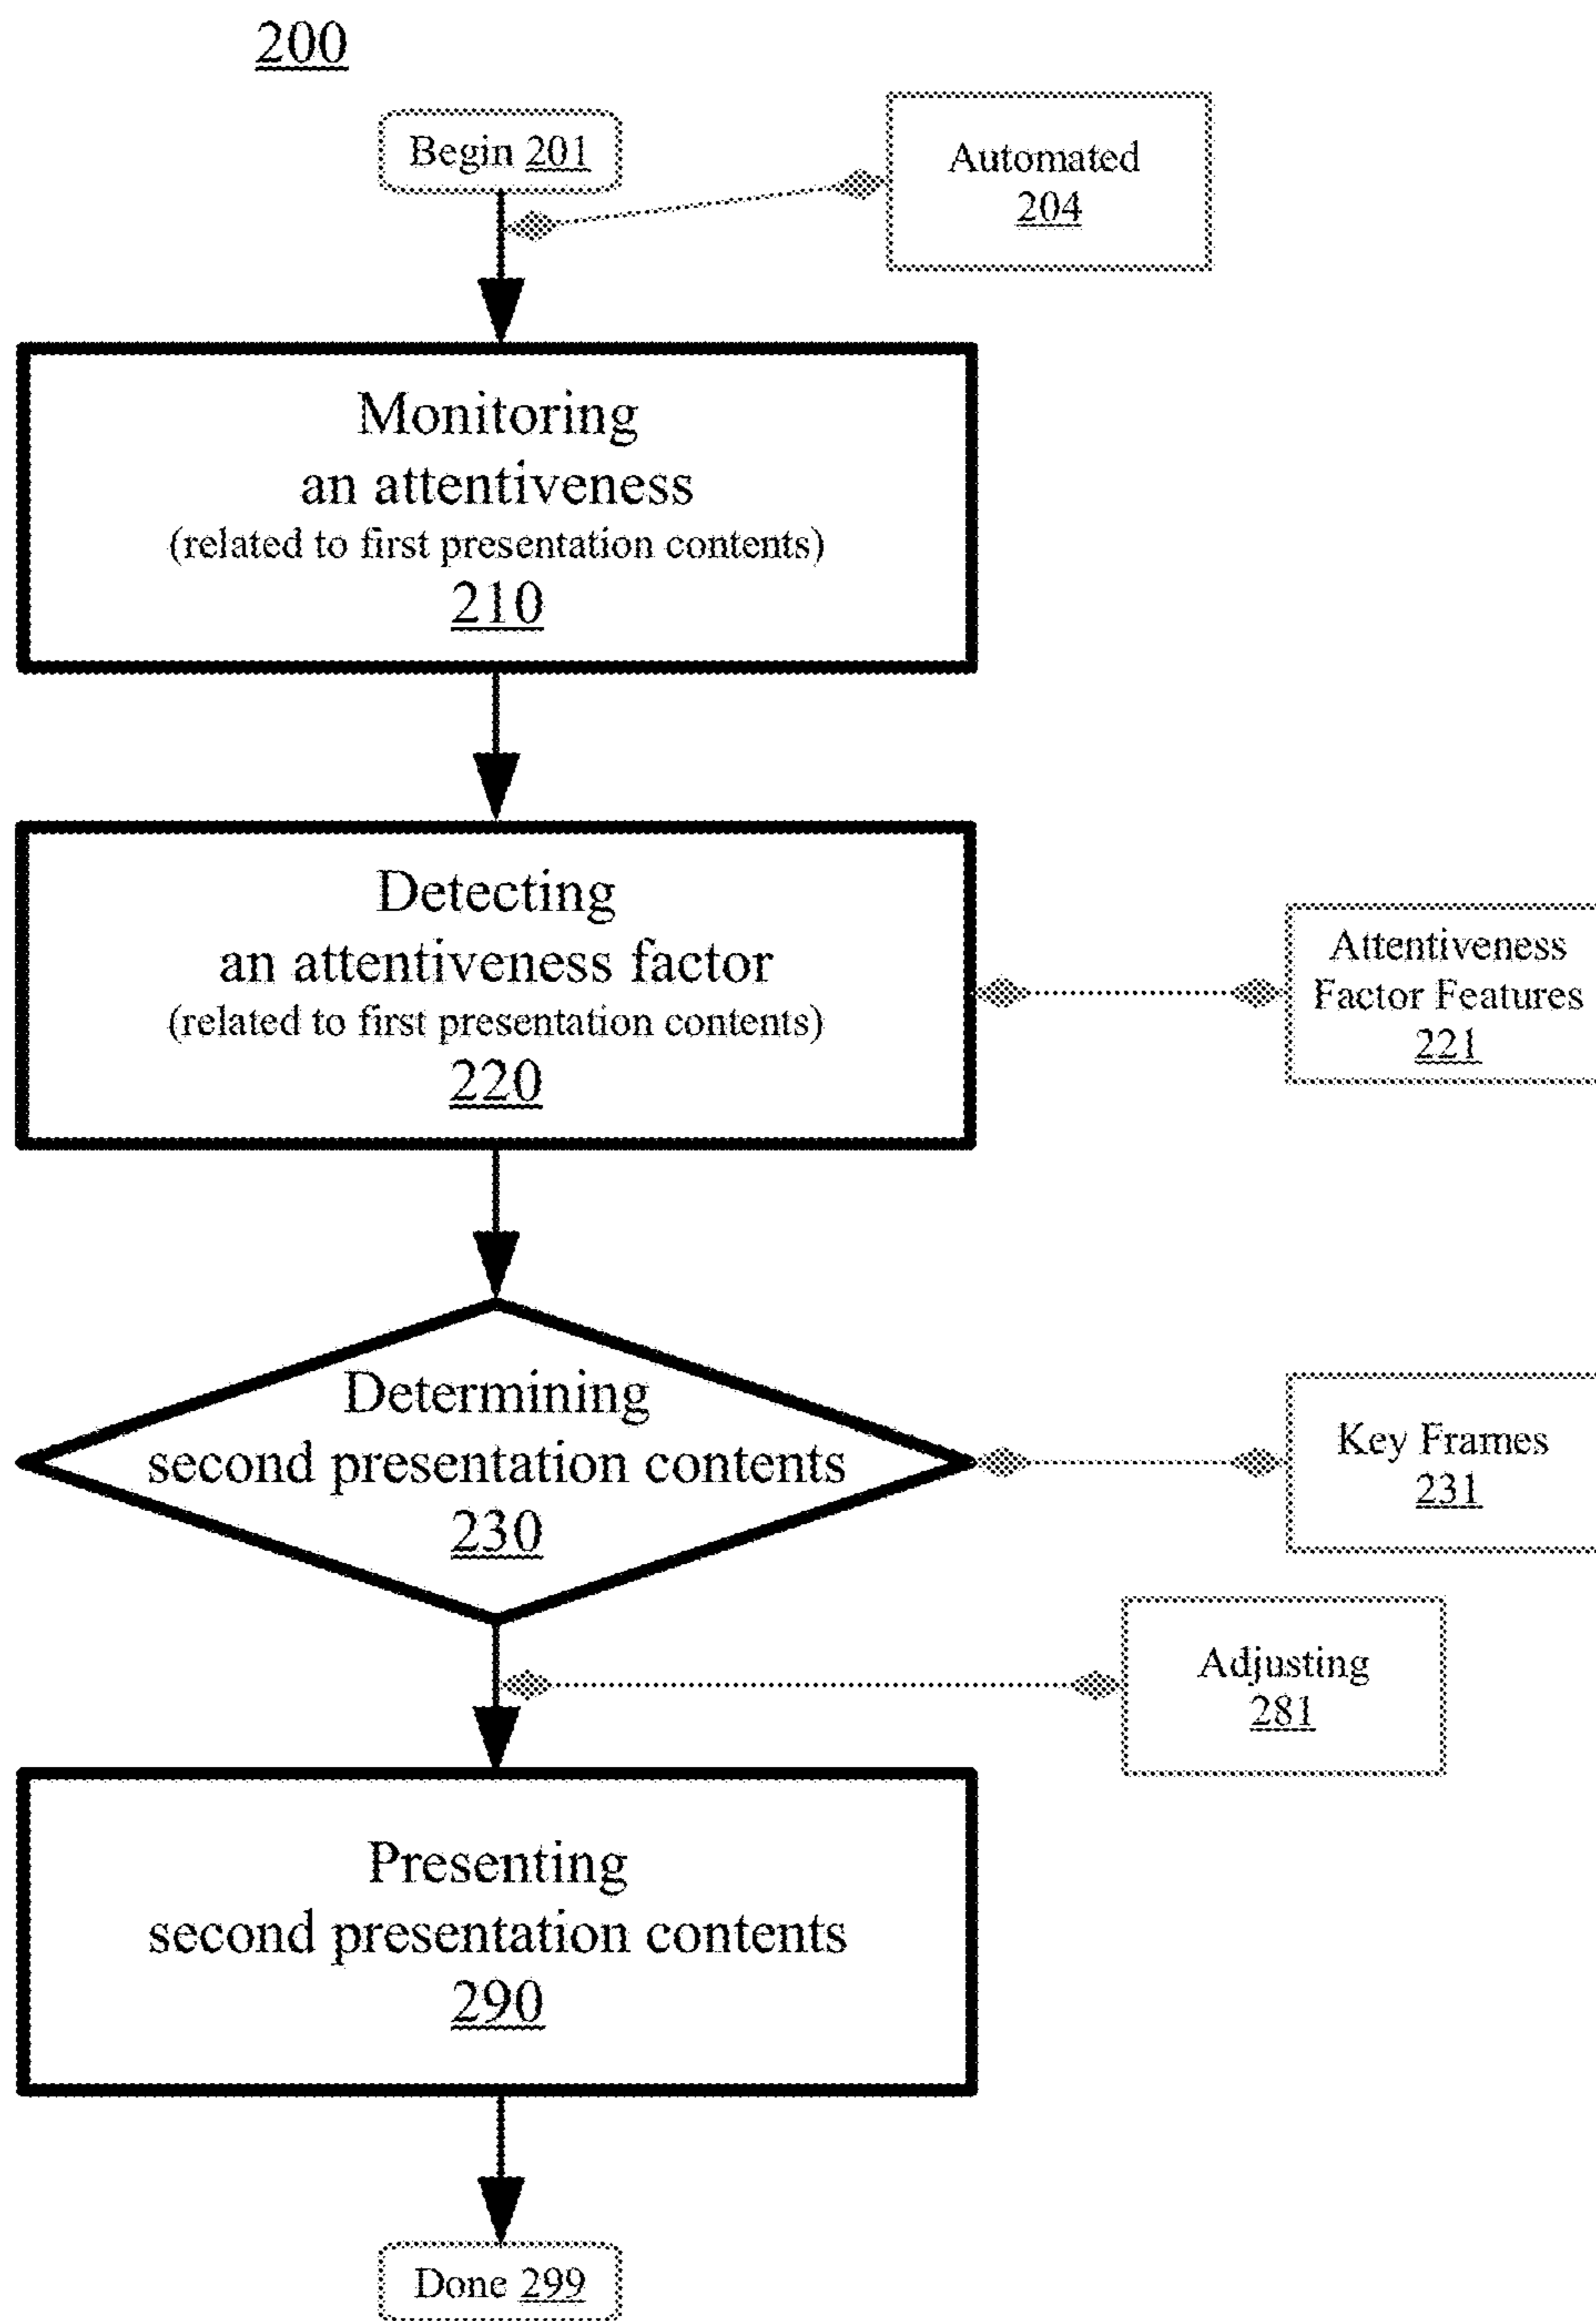 200
Begin 201
Automated
204
Monitoring
an attentiveness
(related to first presentation contents)
210
Detecting
an attentiveness factor
(related to first presentation contents)
220
Attentiveness
Factor Features
221
Determining
second presentation contents
230
Key Frames
231
Adjusting
281
Presenting
second presentation contents
290
Done 299